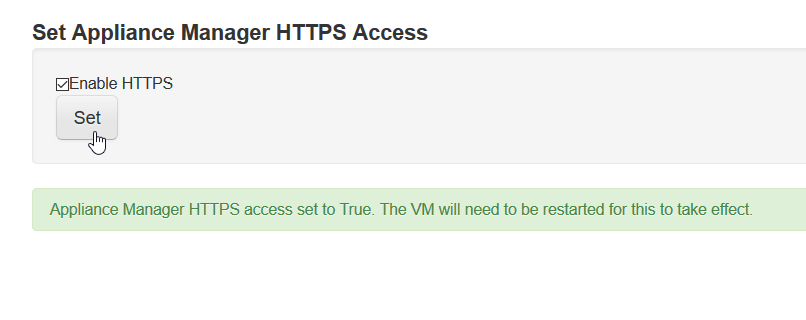 Set Appliance Manager HTTPS Access
Enable HTTPS
Set
Appliance Manager HTTPS access set to True. The VM will need to be restarted for this to take effect.